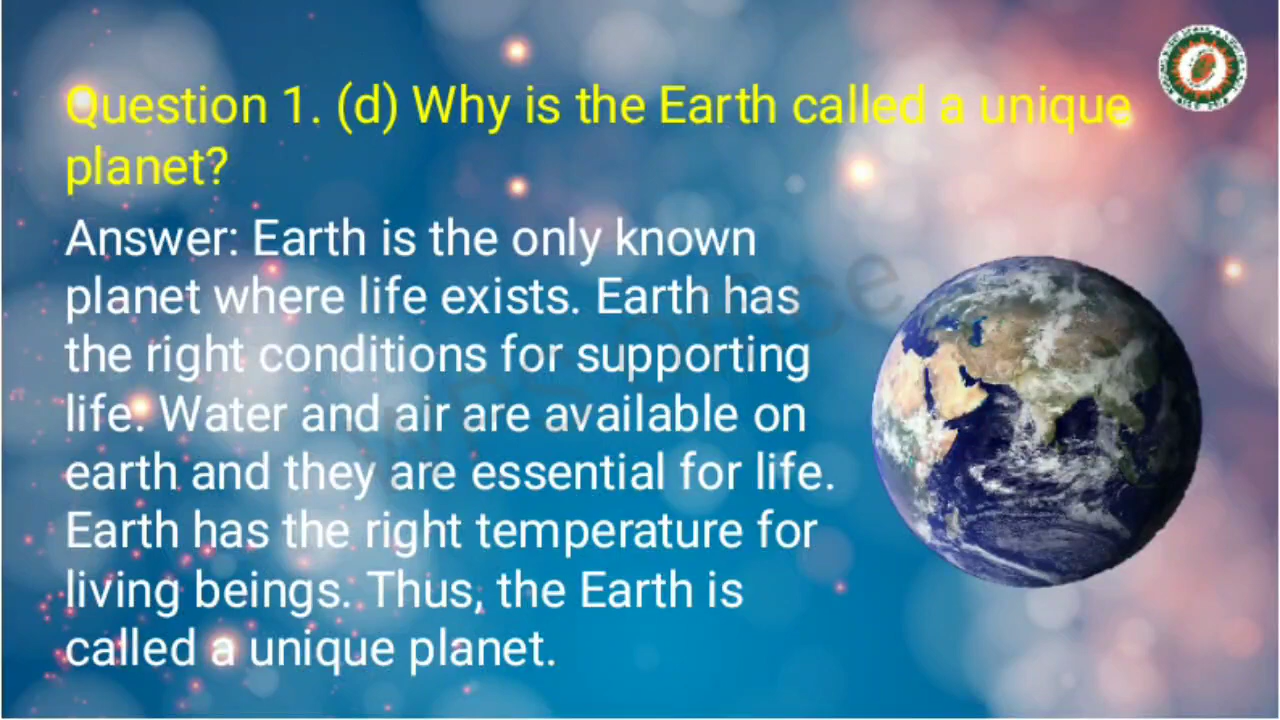 Question 1. (d) Why is the Earth called a unique
planet?
Answer: Earth is the only known
planet where life exists. Earth has
the right conditions for supporting
life. Water and air are available on
earth and they are essential for life.
Earth has the right temperature for
living beings. Thus, the Earth is
called a unique planet.